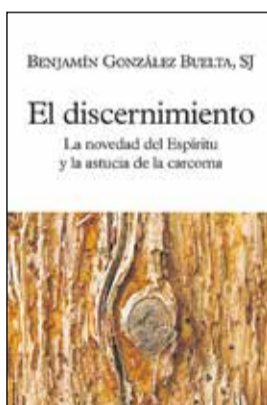 BENJAMÍN GONZÁLEZ BUELTA, SJ
El discernimiento
La novedad del Espíritu
y la astucia de la carcoma